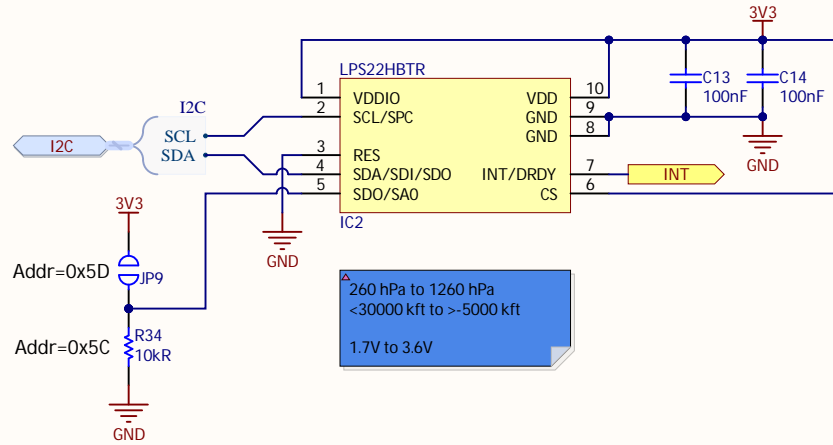 3V3
LPS22HBTR
1 VDDIO VDD 10
2 SCL/SPC GND 9
GND 8
3 RES
4 SDA/SDI/SDO INT/DRDY 7
5 SDO/SA0 CS 6
IC2
C13
100nF
C14
100nF
GND
I2C
I2C
SCL
SDA
INT
GND
3V3
Addr=0x5D
JP9
Addr=0x5C
R34
10kR
GND
260 hPa to 1260 hPa
<30000 kft to >-5000 kft
1.7V to 3.6V